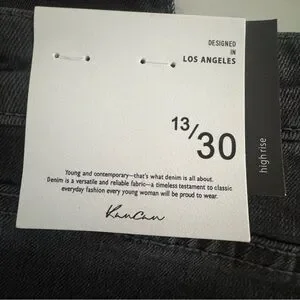 DESIGNED
IN
LOS ANGELES
13/30
high rise
Young and contemporary—that's what denim is all about.
Denim is a versatile and reliable fabric—a timeless testament to classic
everyday fashion every young woman will be proud to wear.
KanCan